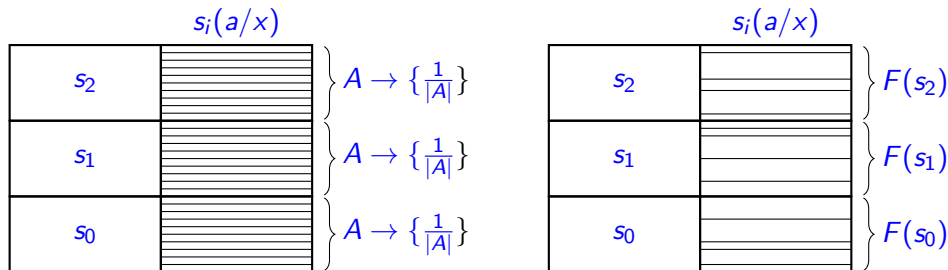 s_i(a/x) s_i(a/x)
s_2 A → {1/|A|} s_2 F(s_2)
s_1 A → {1/|A|} s_1 F(s_1)
s_0 A → {1/|A|} s_0 F(s_0)